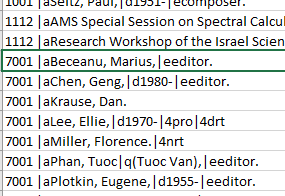 1001 |aSeitz, Paul,|d1951-|ecomposer.
1112 |aAMS Special Session on Spectral Calcul
1112 |aResearch Workshop of the Israel Scien
7001 |aBeceanu, Marius,|eeditor.
7001 |aChen, Geng,|d1980-|eeditor.
7001 |aKrause, Dan.
7001 |aLee, Ellie,|d1970-|4pro|4drt
7001 |aMiller, Florence.|4nrt
7001 |aPhan, Tuoc|q(Tuoc Van),|eeditor.
7001 |aPlotkin, Eugene,|d1955-|eeditor.